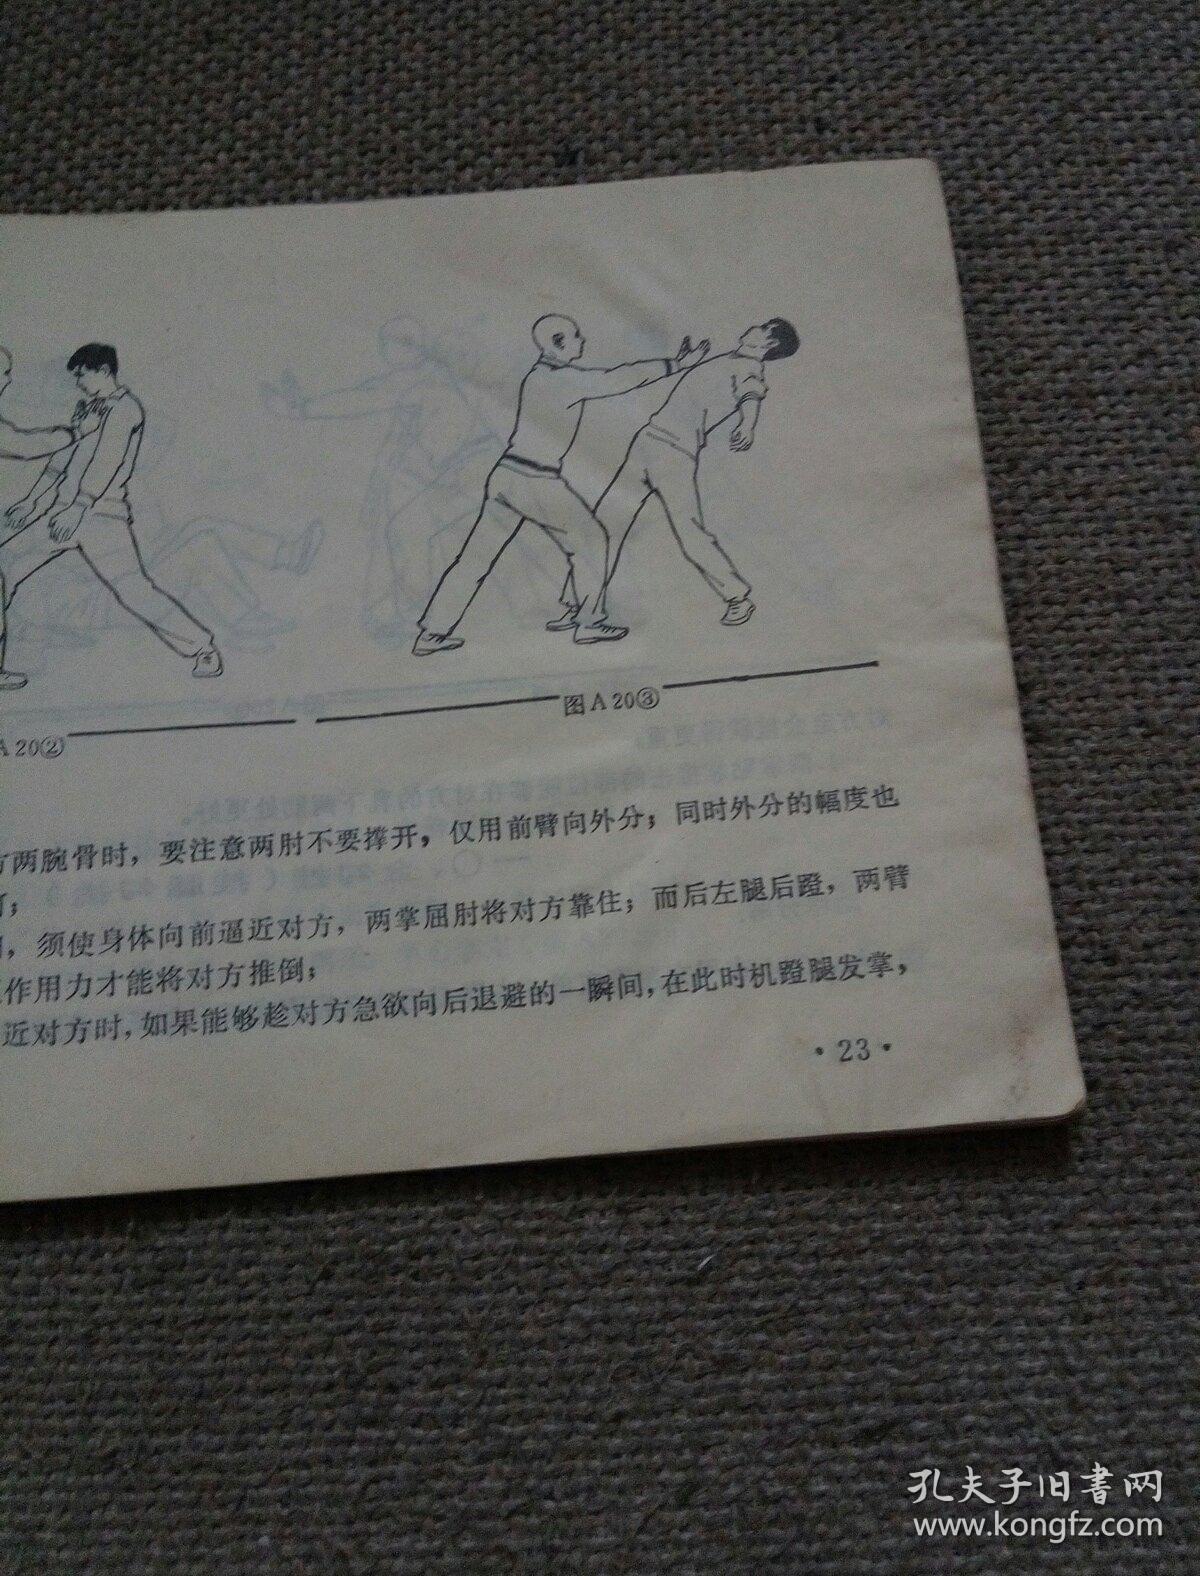 A20②
图A20③
两腕骨时，要注意两肘不要撑开，仅用前臂向外分；同时外分的幅度也
；
，须使身体向前逼近对方，两掌屈肘将对方靠住；而后左腿后蹬，两臂
作用力才能将对方推倒；
近对方时，如果能够趁对方急欲向后退避的一瞬间，在此时机蹬腿发掌，
·23·
孔夫子旧书网
www.kongfz.com